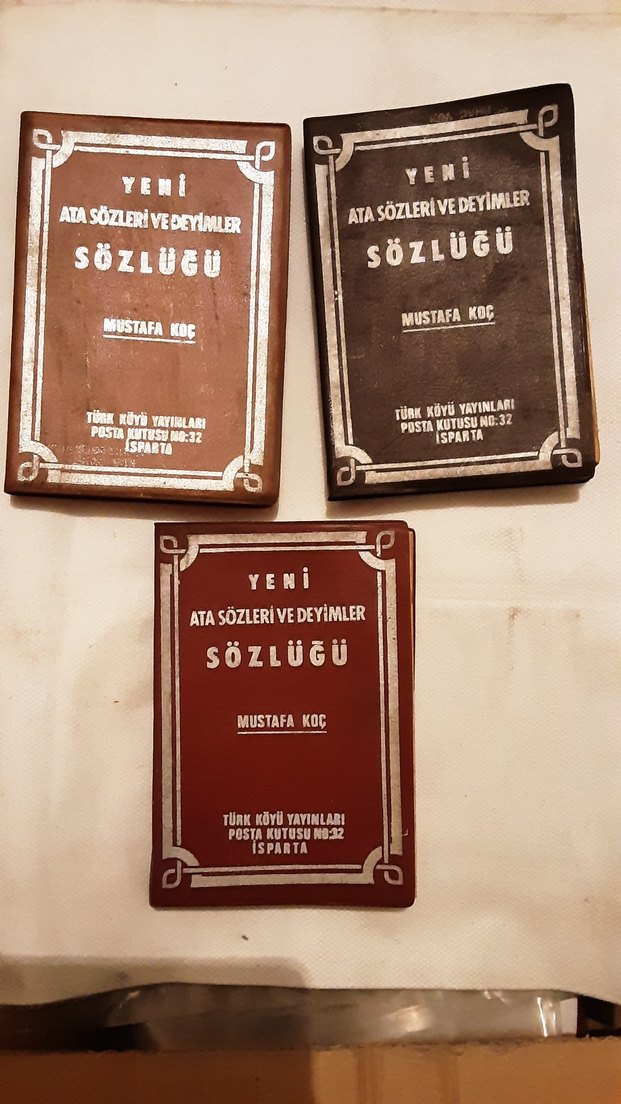 YENİ
ATA SÖZLERİ VE DEYİMLER
SÖZLÜĞÜ
MUSTAFA KOÇ
TÜRK KÖYÜ YAYINLARI
POSTA KUTUSU NO:32
ISPARTA
YENİ
ATA SÖZLERİ VE DEYİMLER
SÖZLÜĞÜ
MUSTAFA KOÇ
TÜRK KÖYÜ YAYINLARI
POSTA KUTUSU NO:32
İSPARTA
YENİ
ATA SÖZLERİ VE DEYİMLER
SÖZLÜĞÜ
MUSTAFA KOÇ
TÜRK KÖYÜ YAYINLARI
POSTA KUTUSU NO:32
İSPARTA